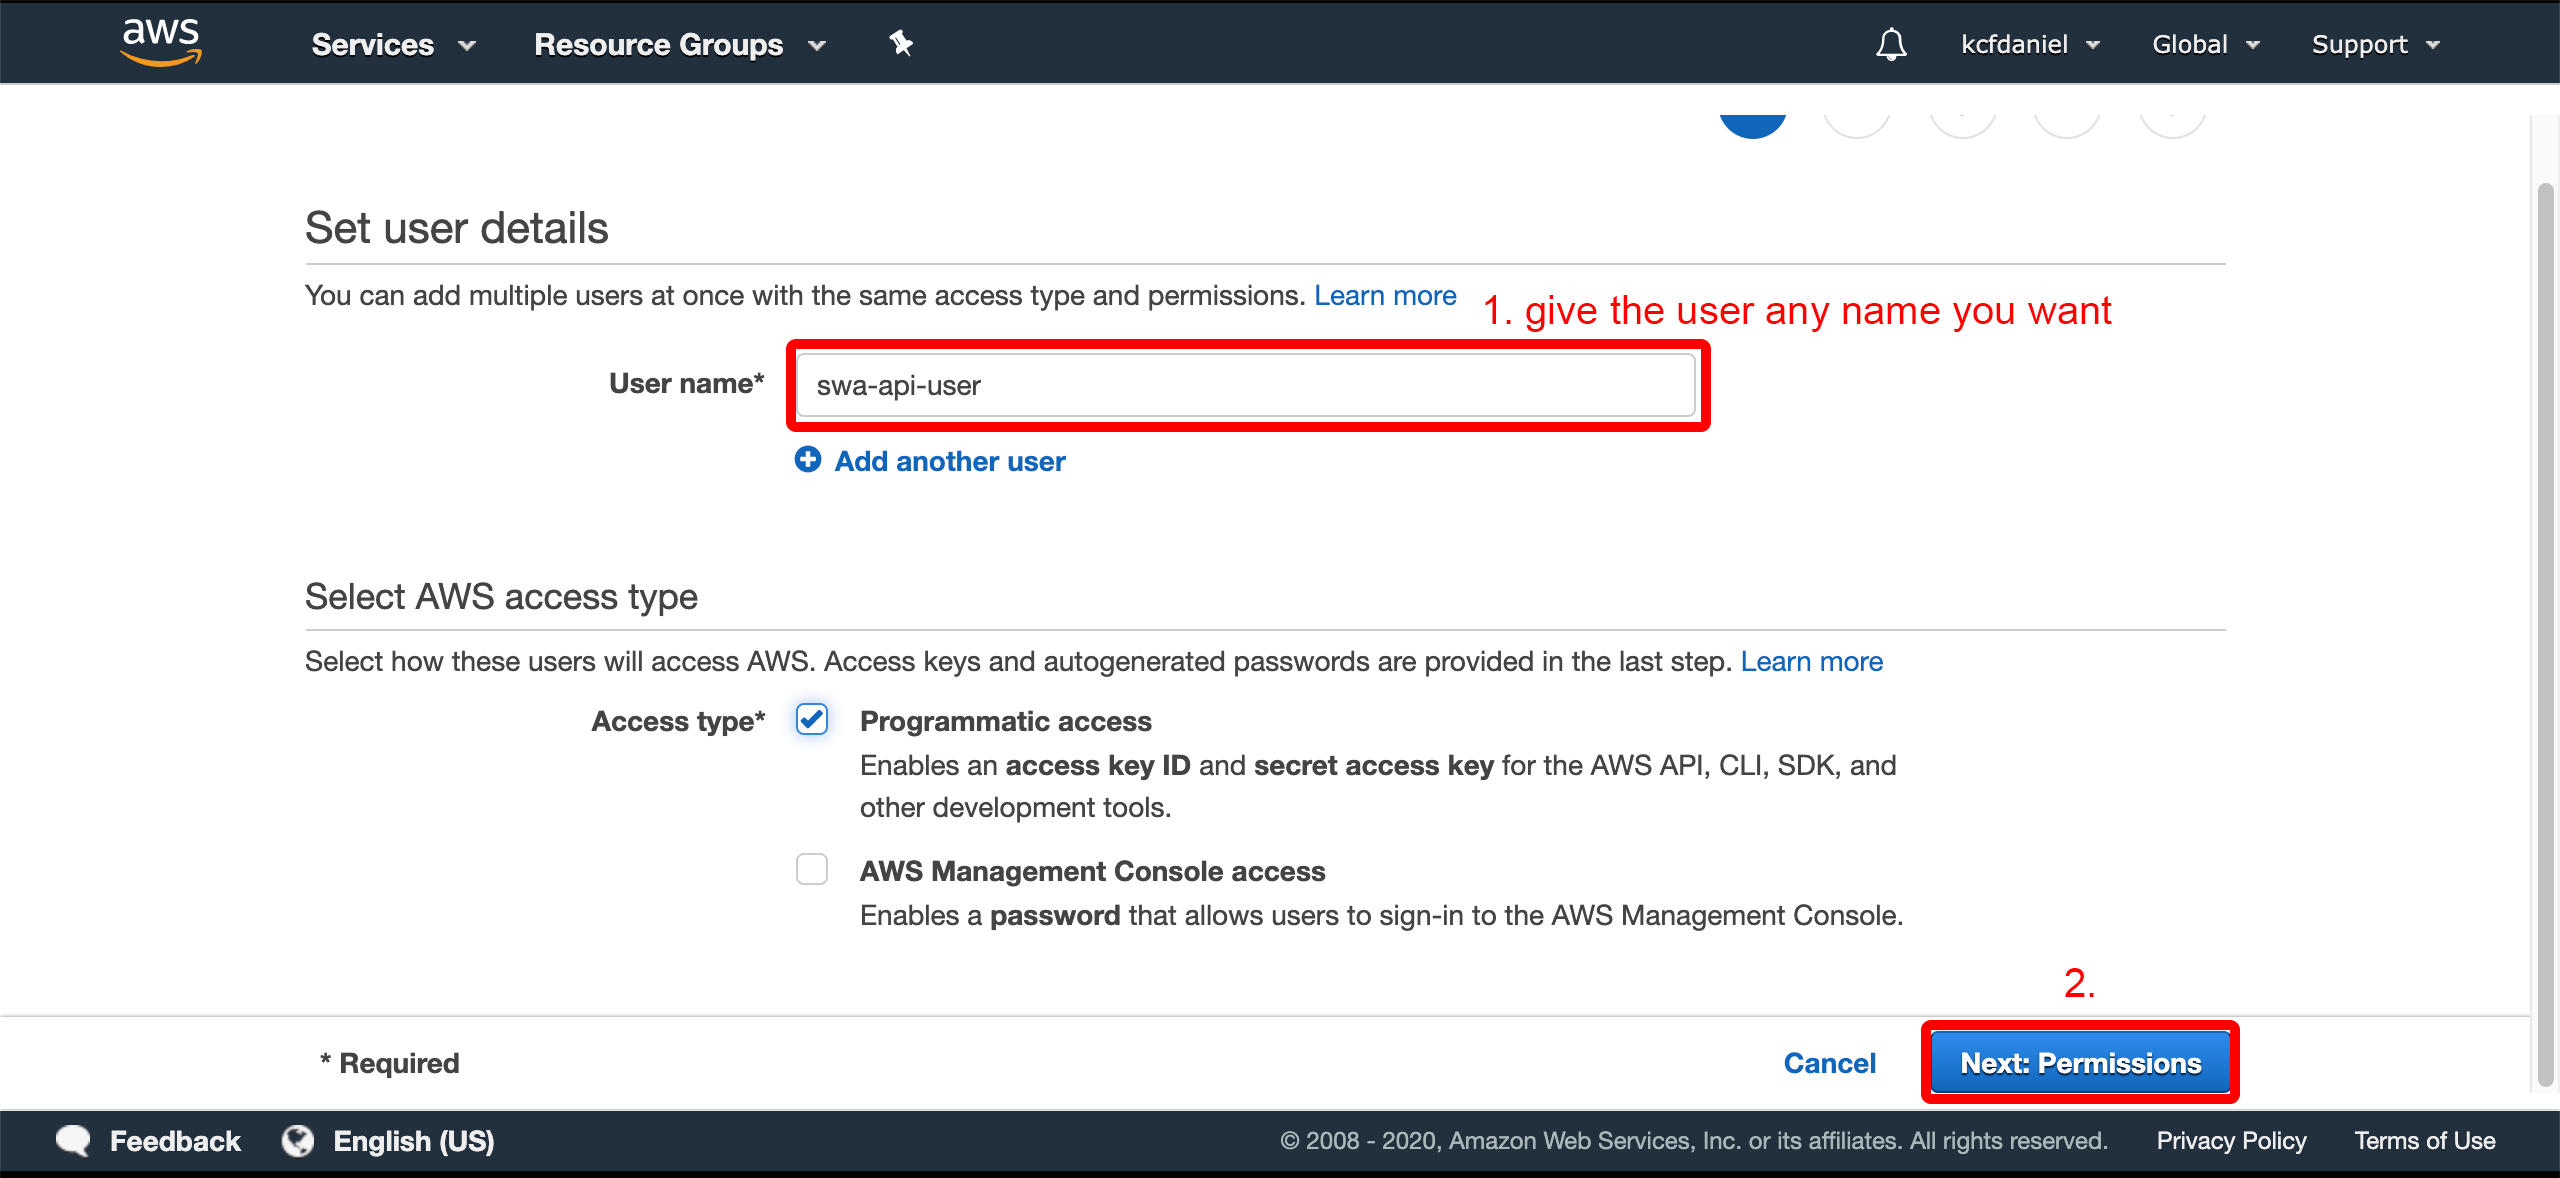 aws Services Resource Groups kcfdaniel Global Support
Set user details
You can add multiple users at once with the same access type and permissions. Learn more
1. give the user any name you want
User name* swa-api-user
Add another user
Select AWS access type
Select how these users will access AWS. Access keys and autogenerated passwords are provided in the last step. Learn more
Access type* Programmatic access
Enables an access key ID and secret access key for the AWS API, CLI, SDK, and
other development tools.
AWS Management Console access
Enables a password that allows users to sign-in to the AWS Management Console.
2.
* Required Cancel Next: Permissions
Feedback English (US) © 2008 - 2020, Amazon Web Services, Inc. or its affiliates. All rights reserved. Privacy Policy Terms of Use